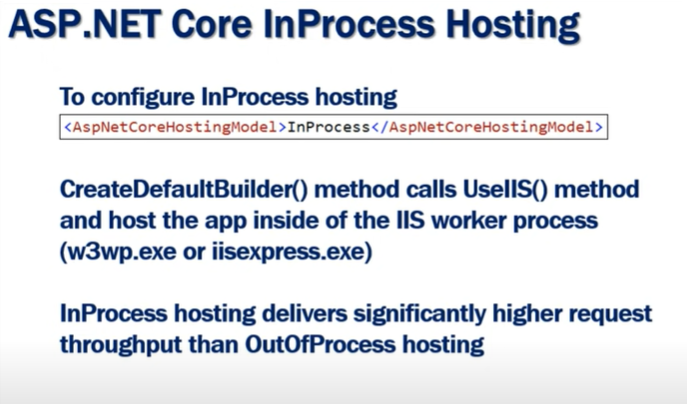 ASP.NET Core InProcess Hosting
To configure InProcess hosting
<AspNetCoreHostingModel>InProcess</AspNetCoreHostingModel>
CreateDefaultBuilder() method calls UseIIS() method
and host the app inside of the IIS worker process
(w3wp.exe or iisexpress.exe)
InProcess hosting delivers significantly higher request
throughput than OutOfProcess hosting